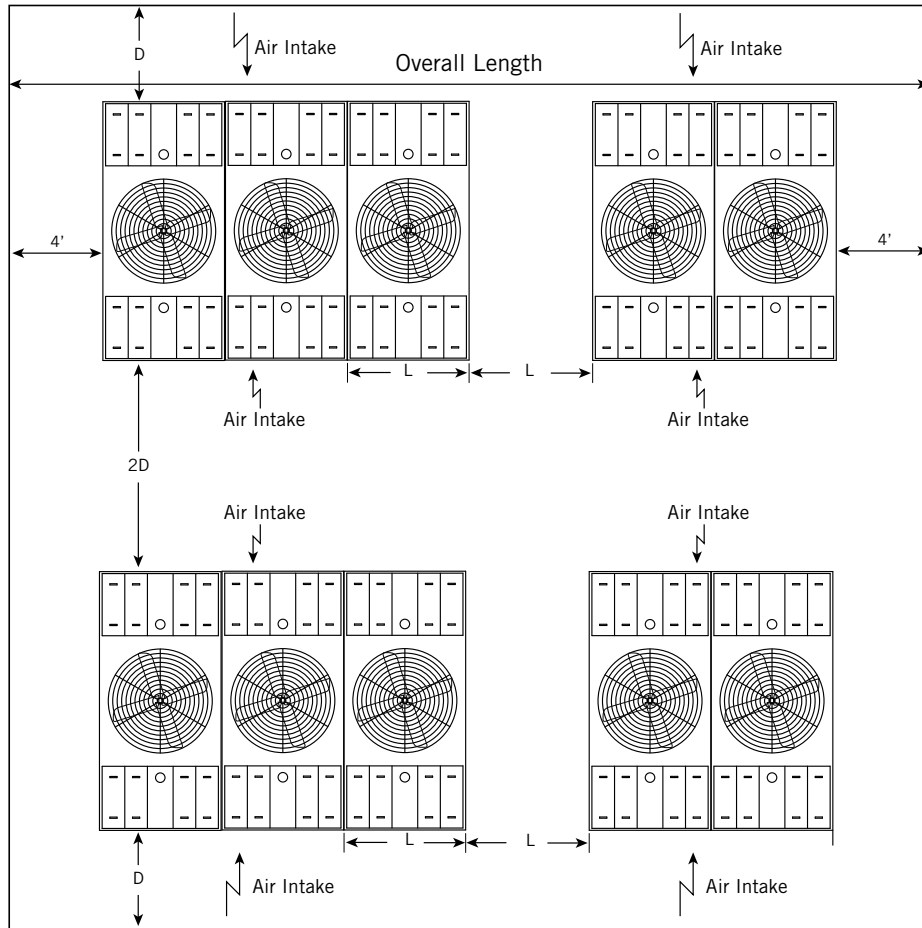 D
Air Intake
Air Intake
Overall Length
4'
4'
L
L
Air Intake
Air Intake
2D
Air Intake
Air Intake
L
L
D
Air Intake
Air Intake